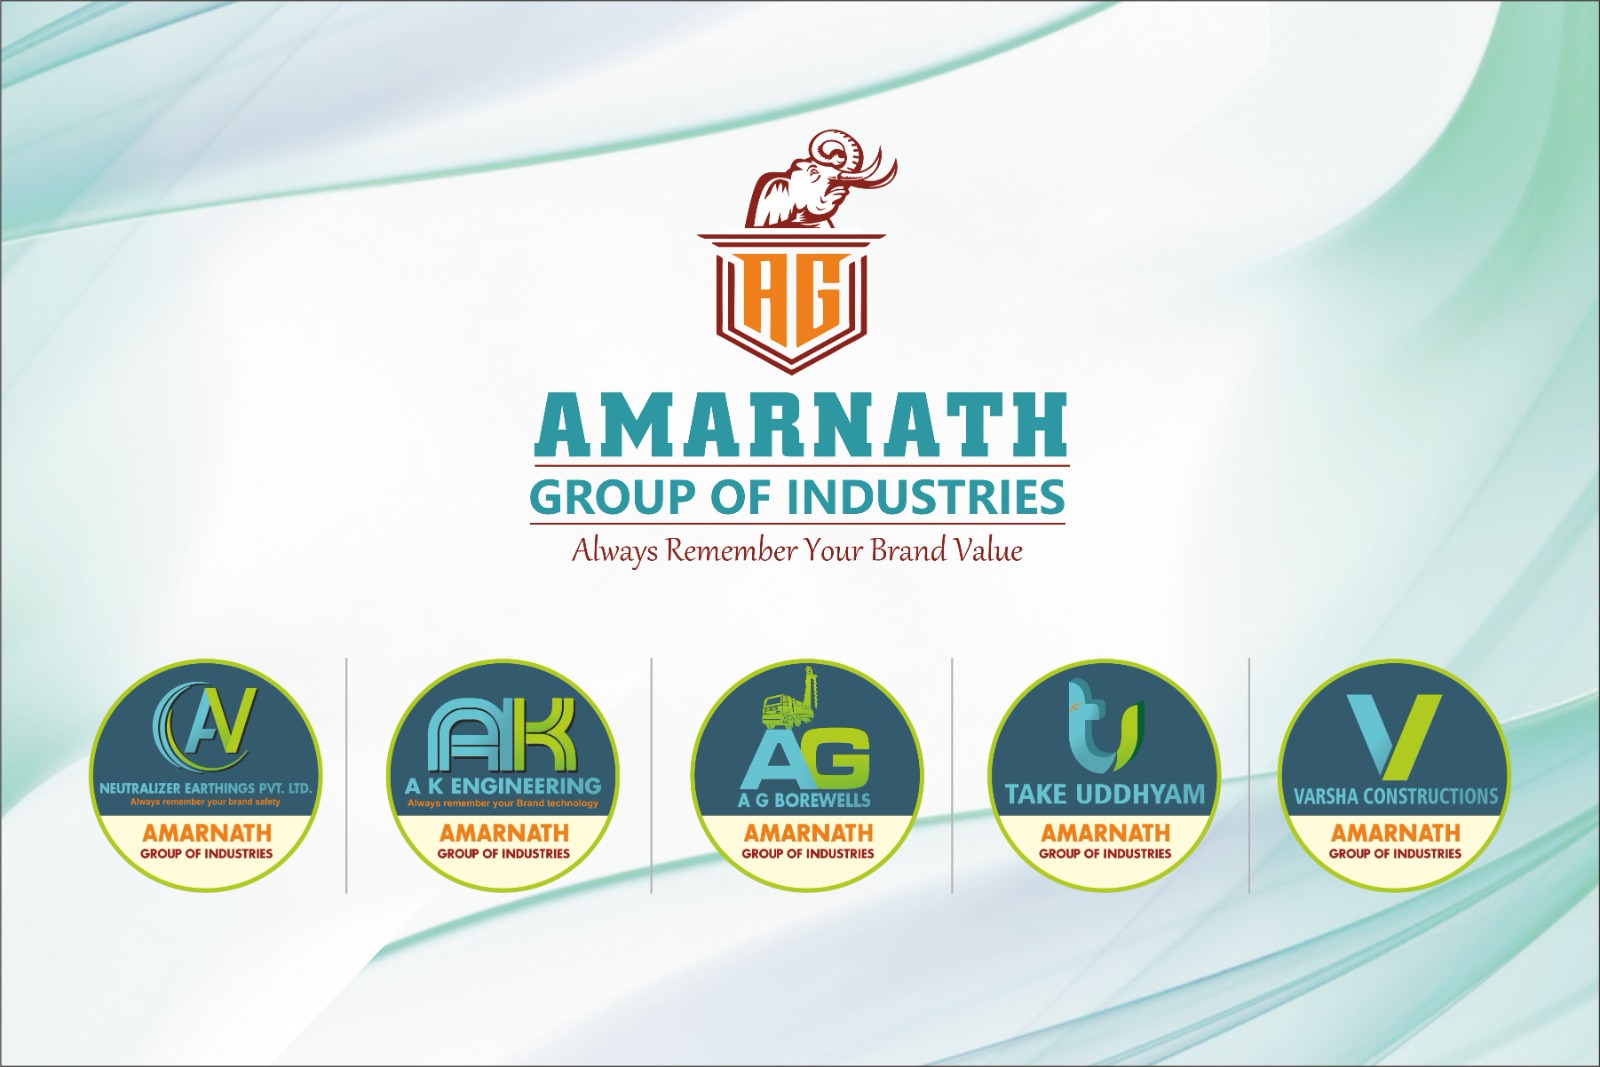 AG
AMARNATH
GROUP OF INDUSTRIES
Always Remember Your Brand Value
AV
NEUTRALIZER EARTHINGS PVT. LTD.
Always remember your brand safety
AMARNATH
GROUP OF INDUSTRIES
AK
A K ENGINEERING
Always remember your Brand technology
AMARNATH
GROUP OF INDUSTRIES
AG
A G BOREWELLS
AMARNATH
GROUP OF INDUSTRIES
tu
TAKE UDDHYAM
AMARNATH
GROUP OF INDUSTRIES
V
VARSHA CONSTRUCTIONS
AMARNATH
GROUP OF INDUSTRIES